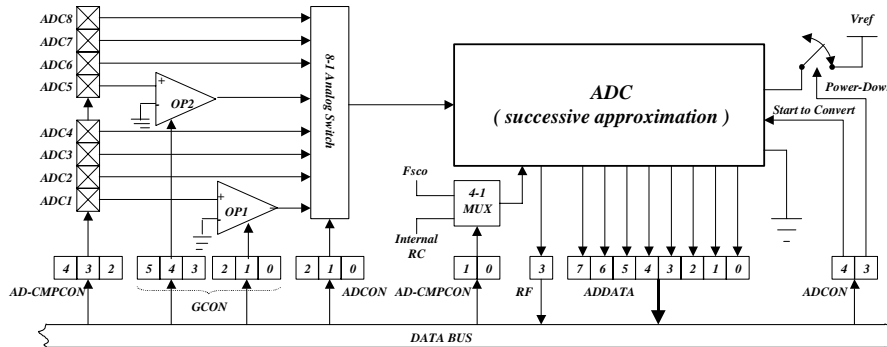 ADC8
ADC7
ADC6
ADC5
ADC4
ADC3
ADC2
ADC1
+
-
OP2
+
-
OP1
8-1 Analog Switch
ADC
( successive approximation )
Vref
Power-Down
Start to Convert
Fsco
4-1
MUX
Internal
RC
4 3 2
5 4 3
2 1 0
2 1 0
1 0
3
7 6 5 4 3 2 1 0
4 3
AD-CMPCON
GCON
ADCON
AD-CMPCON
RF
ADDATA
ADCON
DATA BUS